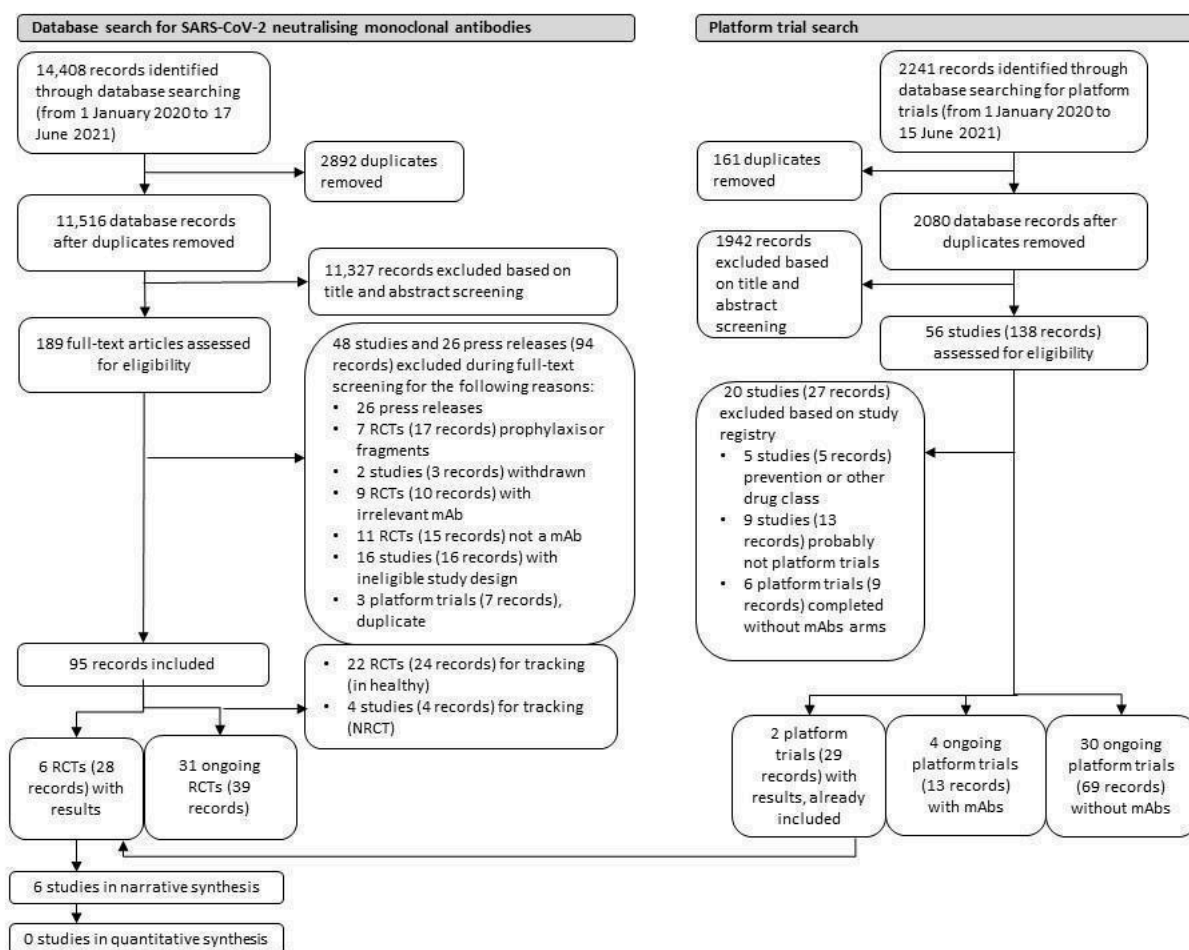 Database search for SARS-CoV-2 neutralising monoclonal antibodies
14,408 records identified
through database searching
(from 1 January 2020 to 17
June 2021)
2892 duplicates
removed
11,516 database records
after duplicates removed
11,327 records excluded based on
title and abstract screening
189 full-text articles assessed
for eligibility
48 studies and 26 press releases (94
records) excluded during full-text
screening for the following reasons:
• 26 press releases
• 7 RCTs (17 records) prophylaxis or
fragments
• 2 studies (3 records) withdrawn
• 9 RCTs (10 records) with
irrelevant mAb
• 11 RCTs (15 records) not a mAb
• 16 studies (16 records) with
ineligible study design
• 3 platform trials (7 records),
duplicate
95 records included
• 22 RCTs (24 records) for tracking
(in healthy)
• 4 studies (4 records) for tracking
(NRCT)
6 RCTs (28
records) with
results
31 ongoing
RCTs (39
records)
6 studies in narrative synthesis
0 studies in quantitative synthesis
Platform trial search
2241 records identified through
database searching for platform
trials (from 1 January 2020 to
15 June 2021)
161 duplicates
removed
2080 database records after
duplicates removed
1942 records
excluded based
on title and
abstract
screening
56 studies (138 records)
assessed for eligibility
20 studies (27 records)
excluded based on study
registry
• 5 studies (5 records)
prevention or other
drug class
• 9 studies (13
records) probably
not platform trials
• 6 platform trials (9
records) completed
without mAbs arms
2 platform
trials (29
records) with
results, already
included
4 ongoing
platform trials
(13 records)
with mAbs
30 ongoing
platform trials
(69 records)
without mAbs